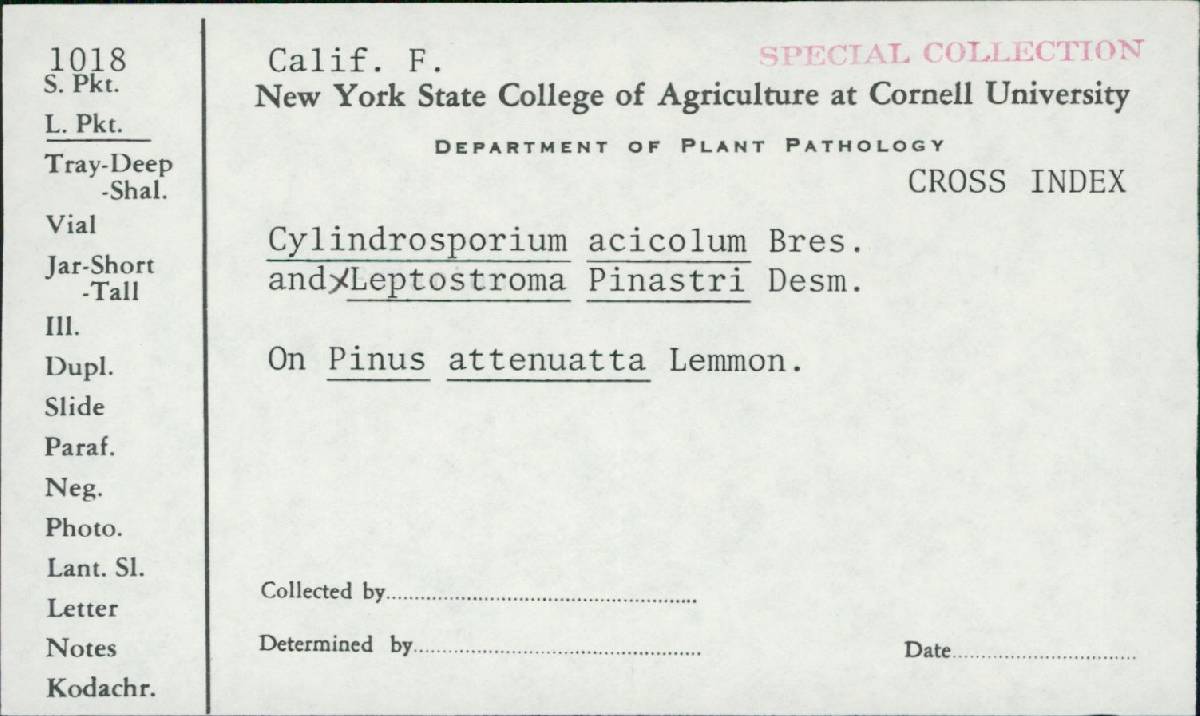 1018
S. Pkt.
L. Pkt.
Tray-Deep
-Shal.
Vial
Jar-Short
-Tall
Ill.
Dupl.
Slide
Paraf.
Neg.
Photo.
Lant. Sl.
Letter
Notes
Kodachr.
Calif. F.
SPECIAL COLLECTION
New York State College of Agriculture at Cornell University
DEPARTMENT OF PLANT PATHOLOGY
CROSS INDEX
Cylindrosporium acicolum Bres.
and Leptostroma Pinastri Desm.
On Pinus attenuatta Lemmon.
Collected by
Determined by
Date